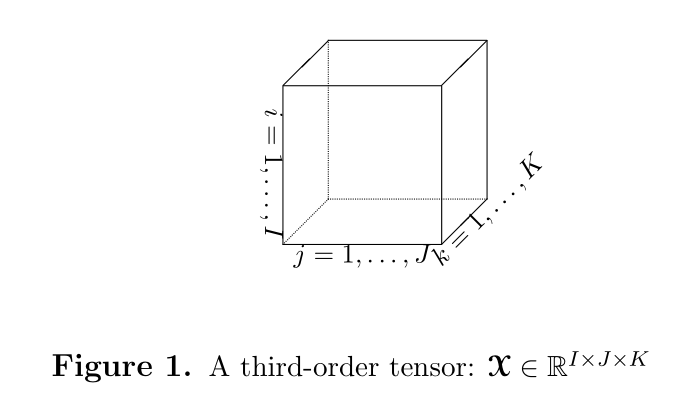 i = 1, . . . , I
j = 1, . . . , J
k = 1, . . . , K
Figure 1. A third-order tensor: 𝓧 ∈ ℝ^{I×J×K}